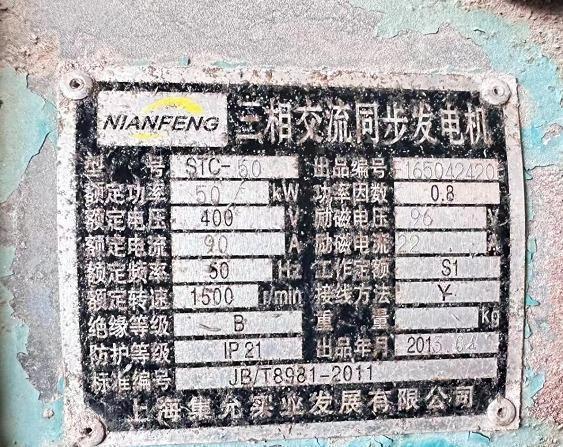 NIANFENG 三相交流同步发电机
型 号 STC-50 出品编号 165042420
额定功率 50 kW 功率因数 0.8
额定电压 400 V 励磁电压 96 V
额定电流 90 A 励磁电流 22 A
额定频率 50 Hz 工作定额 S1
额定转速 1500 r/min 接线方法 Y
绝缘等级 B 重 量 kg
防护等级 IP21 出品年月
标准编号 JB/T8981-2011
上海集允实业发展有限公司